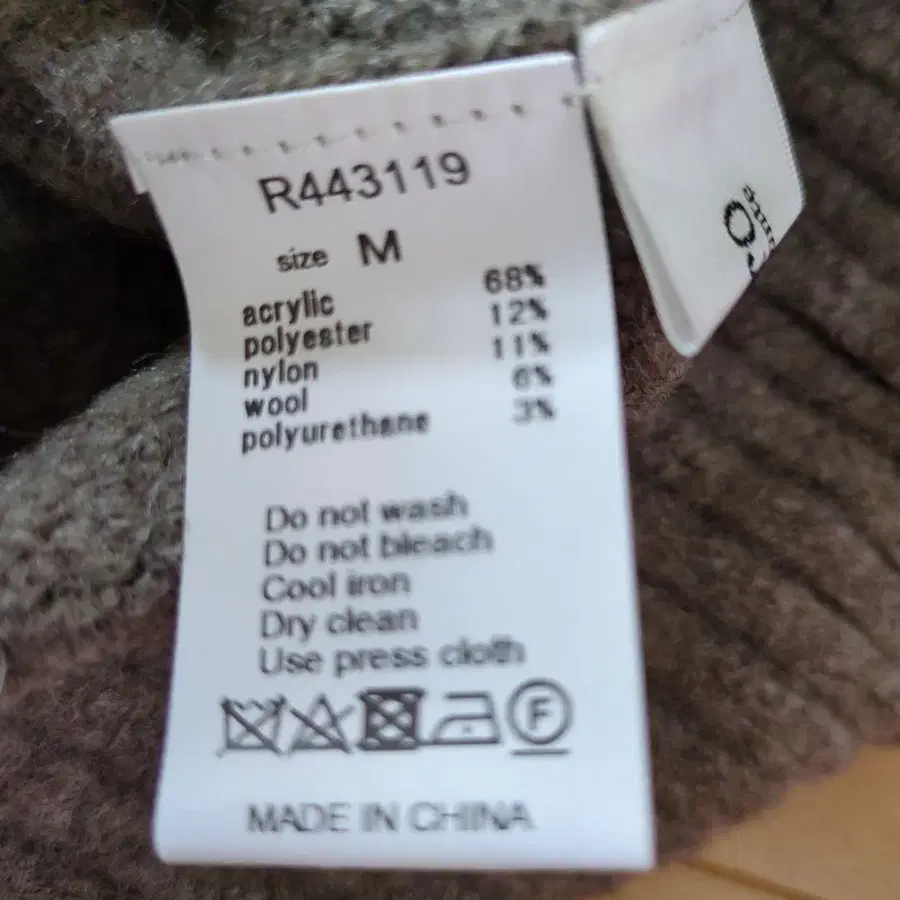 R443119
size M
acrylic 68%
polyester 12%
nylon 11%
wool 6%
polyurethane 3%
Do not wash
Do not bleach
Cool iron
Dry clean
Use press cloth
F
MADE IN CHINA